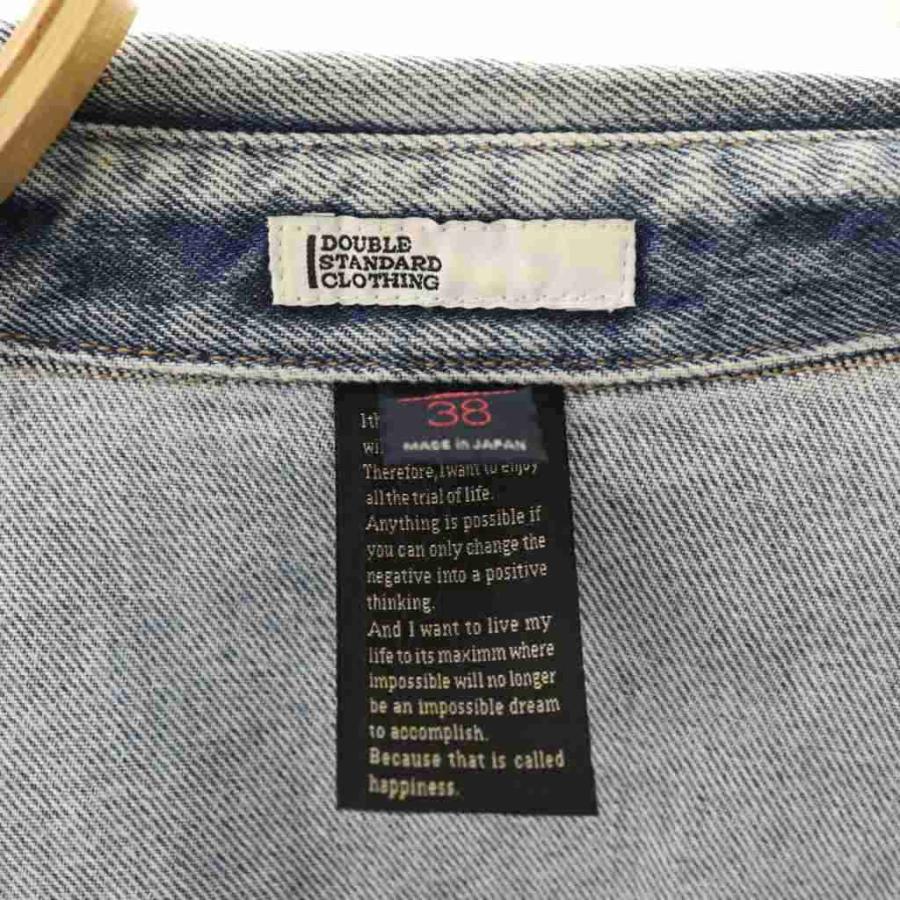 DOUBLE
STANDARD
CLOTHING
38
MADE in JAPAN
Therefore, I want to enjoy
all the trial of life.
Anything is possible if
you can only change the
negative into a positive
thinking.
And I want to live my
life to its maximm where
impossible will no longer
be an impossible dream
to accomplish.
Because that is called
happiness.